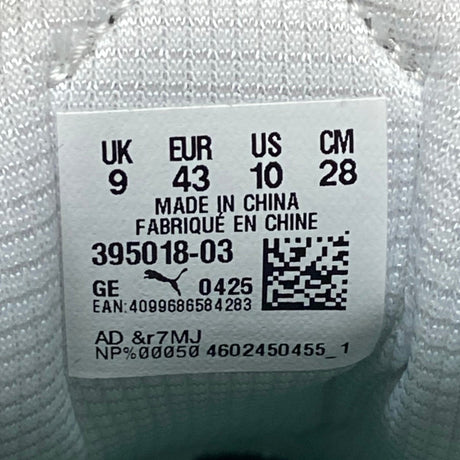 UK EUR US CM
9 43 10 28
MADE IN CHINA
FABRIQUÉ EN CHINE
395018-03
GE 0425
EAN:4099686584283
AD &r7MJ
NP%00050 4602450455_1